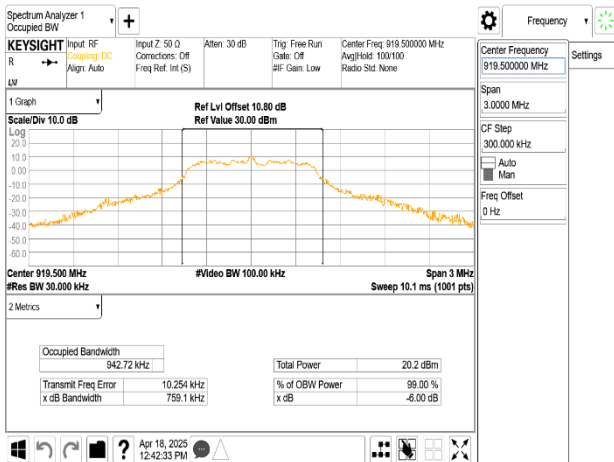 Spectrum Analyzer 1
Occupied BW
Frequency
KEYSIGHT
R
LNI
Input: RF
Coupling: DC
Align: Auto
Input Z: 50 Ω
Corrections: Off
Freq Ref: Int (S)
Atten: 30 dB
Trig: Free Run
Gate: Off
#IF Gain: Low
Center Freq: 919.500000 MHz
Avg|Hold: 100/100
Radio Std: None
Center Frequency
919.500000 MHz
Settings
Span
3.0000 MHz
CF Step
300.000 kHz
Auto
Man
Freq Offset
0 Hz
1 Graph
Scale/Div 10.0 dB
Ref Lvl Offset 10.80 dB
Ref Value 30.00 dBm
Log
20.0
10.0
0.00
-10.0
-20.0
-30.0
-40.0
-50.0
-60.0
Center 919.500 MHz
#Video BW 100.00 kHz
Span 3 MHz
#Res BW 30.000 kHz
Sweep 10.1 ms (1001 pts)
2 Metrics
Occupied Bandwidth
942.72 kHz
Total Power 20.2 dBm
Transmit Freq Error 10.254 kHz
% of OBW Power 99.00 %
x dB Bandwidth 759.1 kHz
x dB -6.00 dB
?
Apr 18, 2025
12:42:33 PM